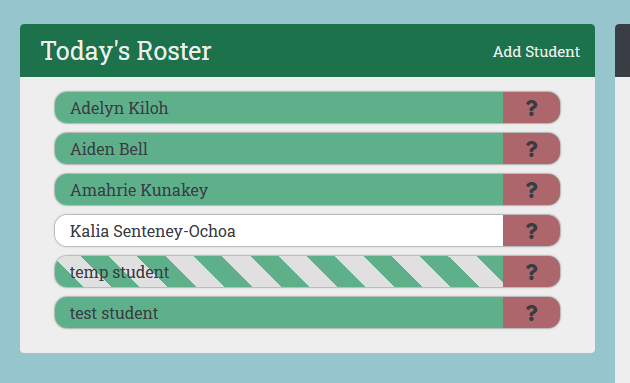 Today's Roster
Add Student
Adelyn Kiloh
?
Aiden Bell
?
Amahrie Kunakey
?
Kalia Senteney-Ochoa
?
temp student
?
test student
?